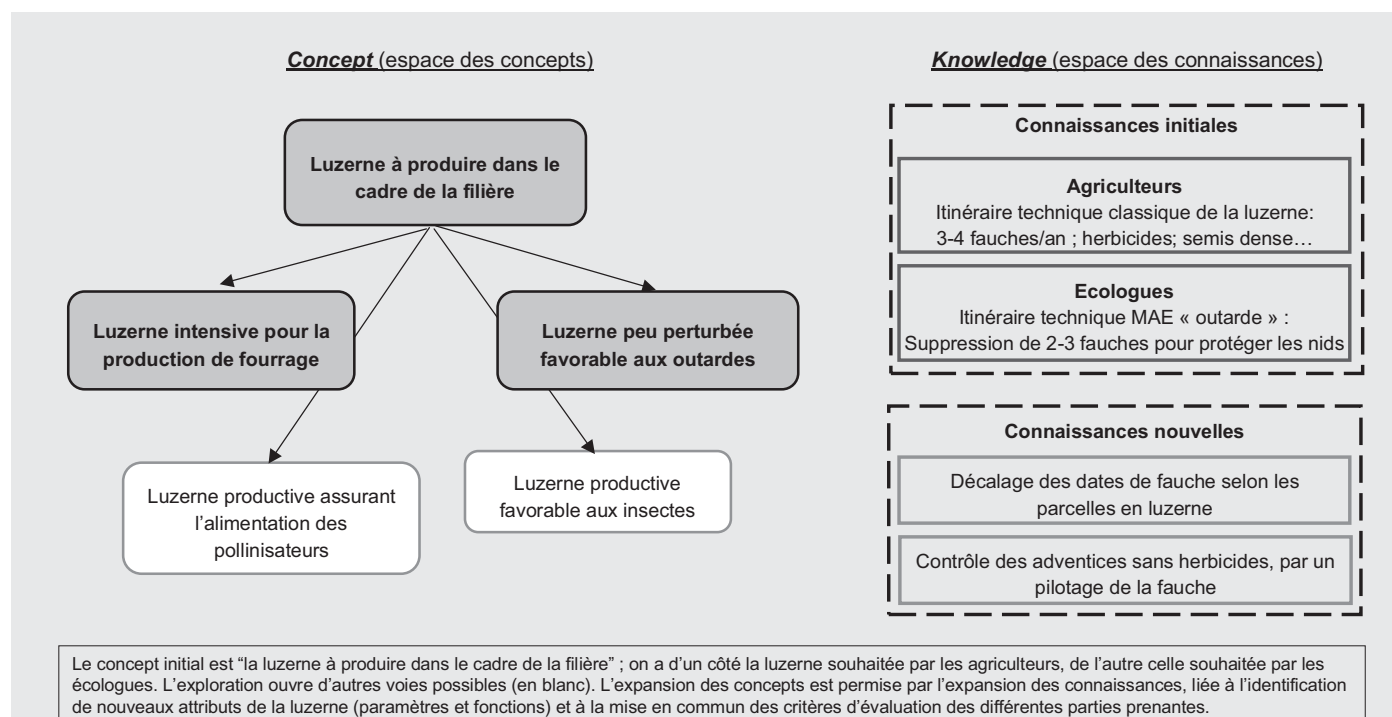 Concept (espace des concepts)
Luzerne à produire dans le
cadre de la filière
Luzerne intensive pour la
production de fourrage
Luzerne peu perturbée
favorable aux outardes
Luzerne productive assurant
l'alimentation des
pollinisateurs
Luzerne productive
favorable aux insectes
Knowledge (espace des connaissances)
Connaissances initiales
Agriculteurs
Itinéraire technique classique de la luzerne:
3-4 fauches/an ; herbicides; semis dense…
Ecologues
Itinéraire technique MAE « outarde » :
Suppression de 2-3 fauches pour protéger les nids
Connaissances nouvelles
Décalage des dates de fauche selon les
parcelles en luzerne
Contrôle des adventices sans herbicides, par un
pilotage de la fauche
Le concept initial est “la luzerne à produire dans le cadre de la filière” ; on a d’un côté la luzerne souhaitée par les agriculteurs, de l’autre celle souhaitée par les
écologues. L’exploration ouvre d’autres voies possibles (en blanc). L’expansion des concepts est permise par l’expansion des connaissances, liée à l’identification
de nouveaux attributs de la luzerne (paramètres et fonctions) et à la mise en commun des critères d’évaluation des différentes parties prenantes.